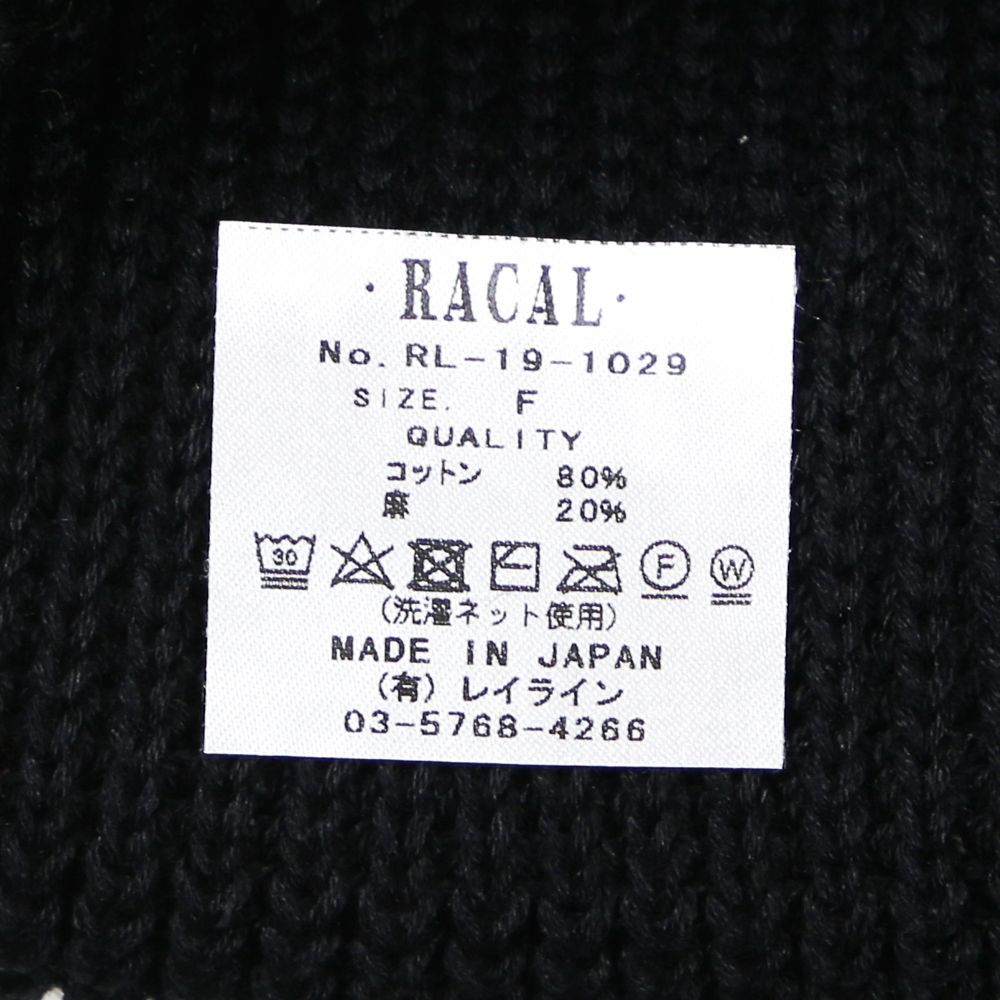 ·RACAL·
No. RL-19-1029
SIZE. F
QUALITY
コットン 80%
麻 20%
30 F W
(洗濯ネット使用)
MADE IN JAPAN
(有)レイライン
03-5768-4266